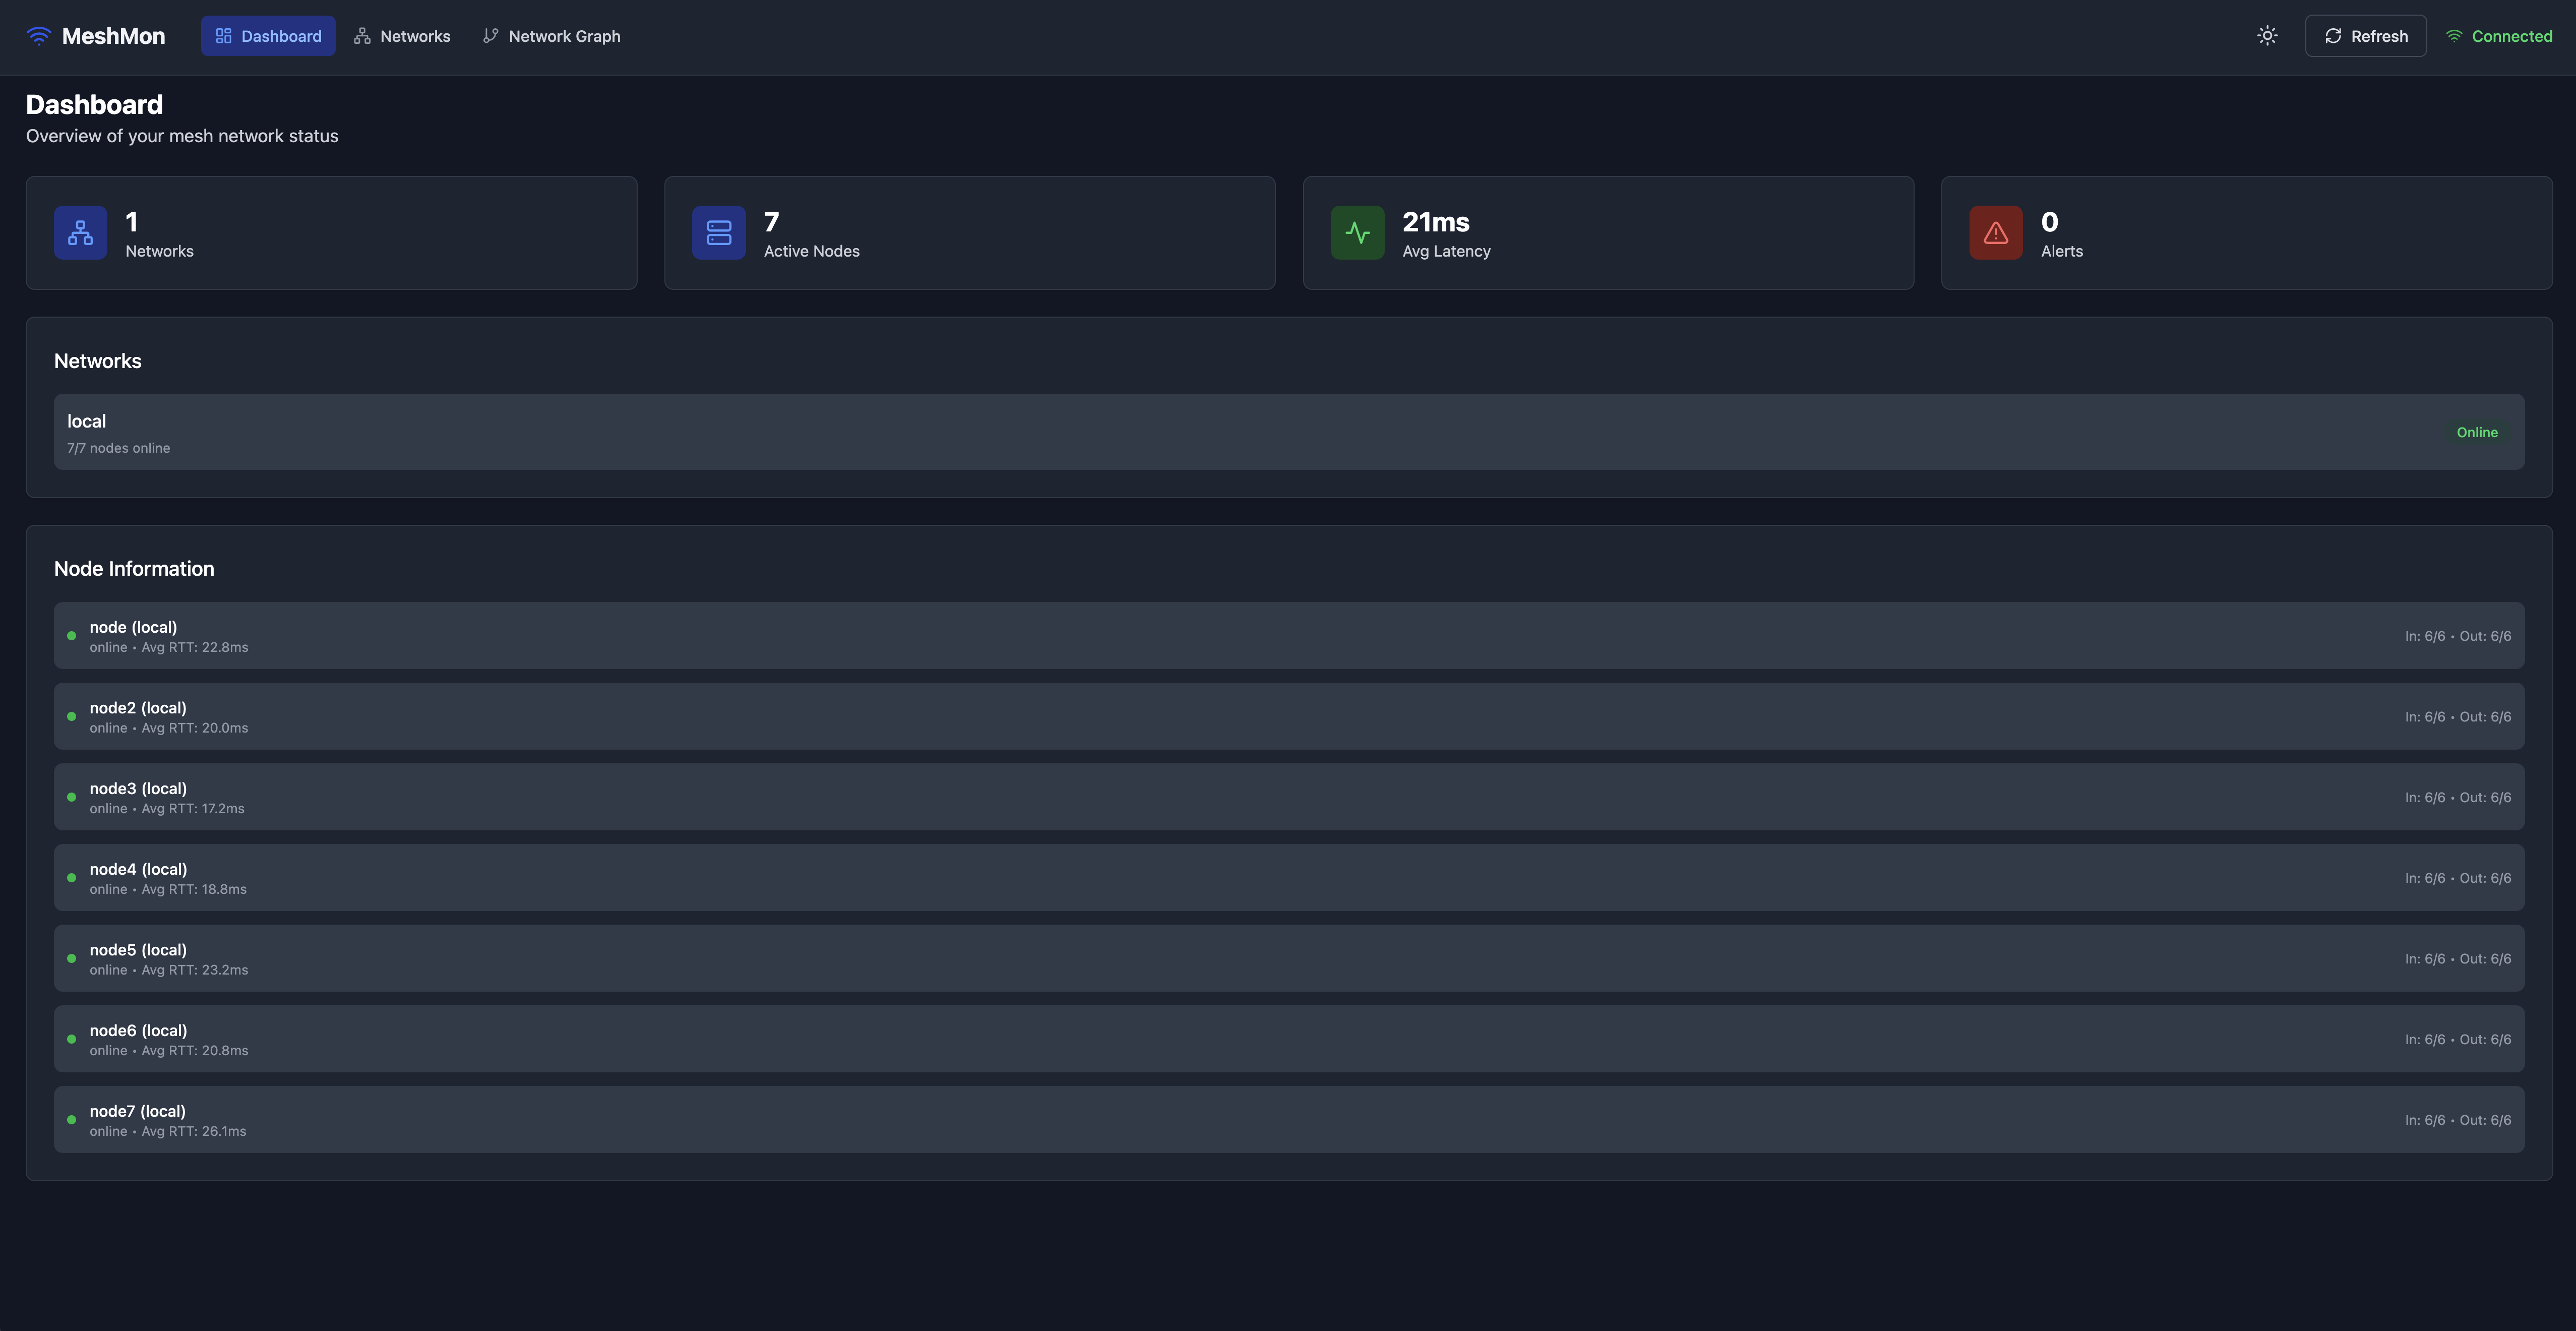 MeshMon
Dashboard
Networks
Network Graph
Refresh
Connected
Dashboard
Overview of your mesh network status
1
Networks
7
Active Nodes
21ms
Avg Latency
0
Alerts
Networks
local
7/7 nodes online
Online
Node Information
node (local)
online • Avg RTT: 22.8ms
In: 6/6 • Out: 6/6
node2 (local)
online • Avg RTT: 20.0ms
In: 6/6 • Out: 6/6
node3 (local)
online • Avg RTT: 17.2ms
In: 6/6 • Out: 6/6
node4 (local)
online • Avg RTT: 18.8ms
In: 6/6 • Out: 6/6
node5 (local)
online • Avg RTT: 23.2ms
In: 6/6 • Out: 6/6
node6 (local)
online • Avg RTT: 20.8ms
In: 6/6 • Out: 6/6
node7 (local)
online • Avg RTT: 26.1ms
In: 6/6 • Out: 6/6